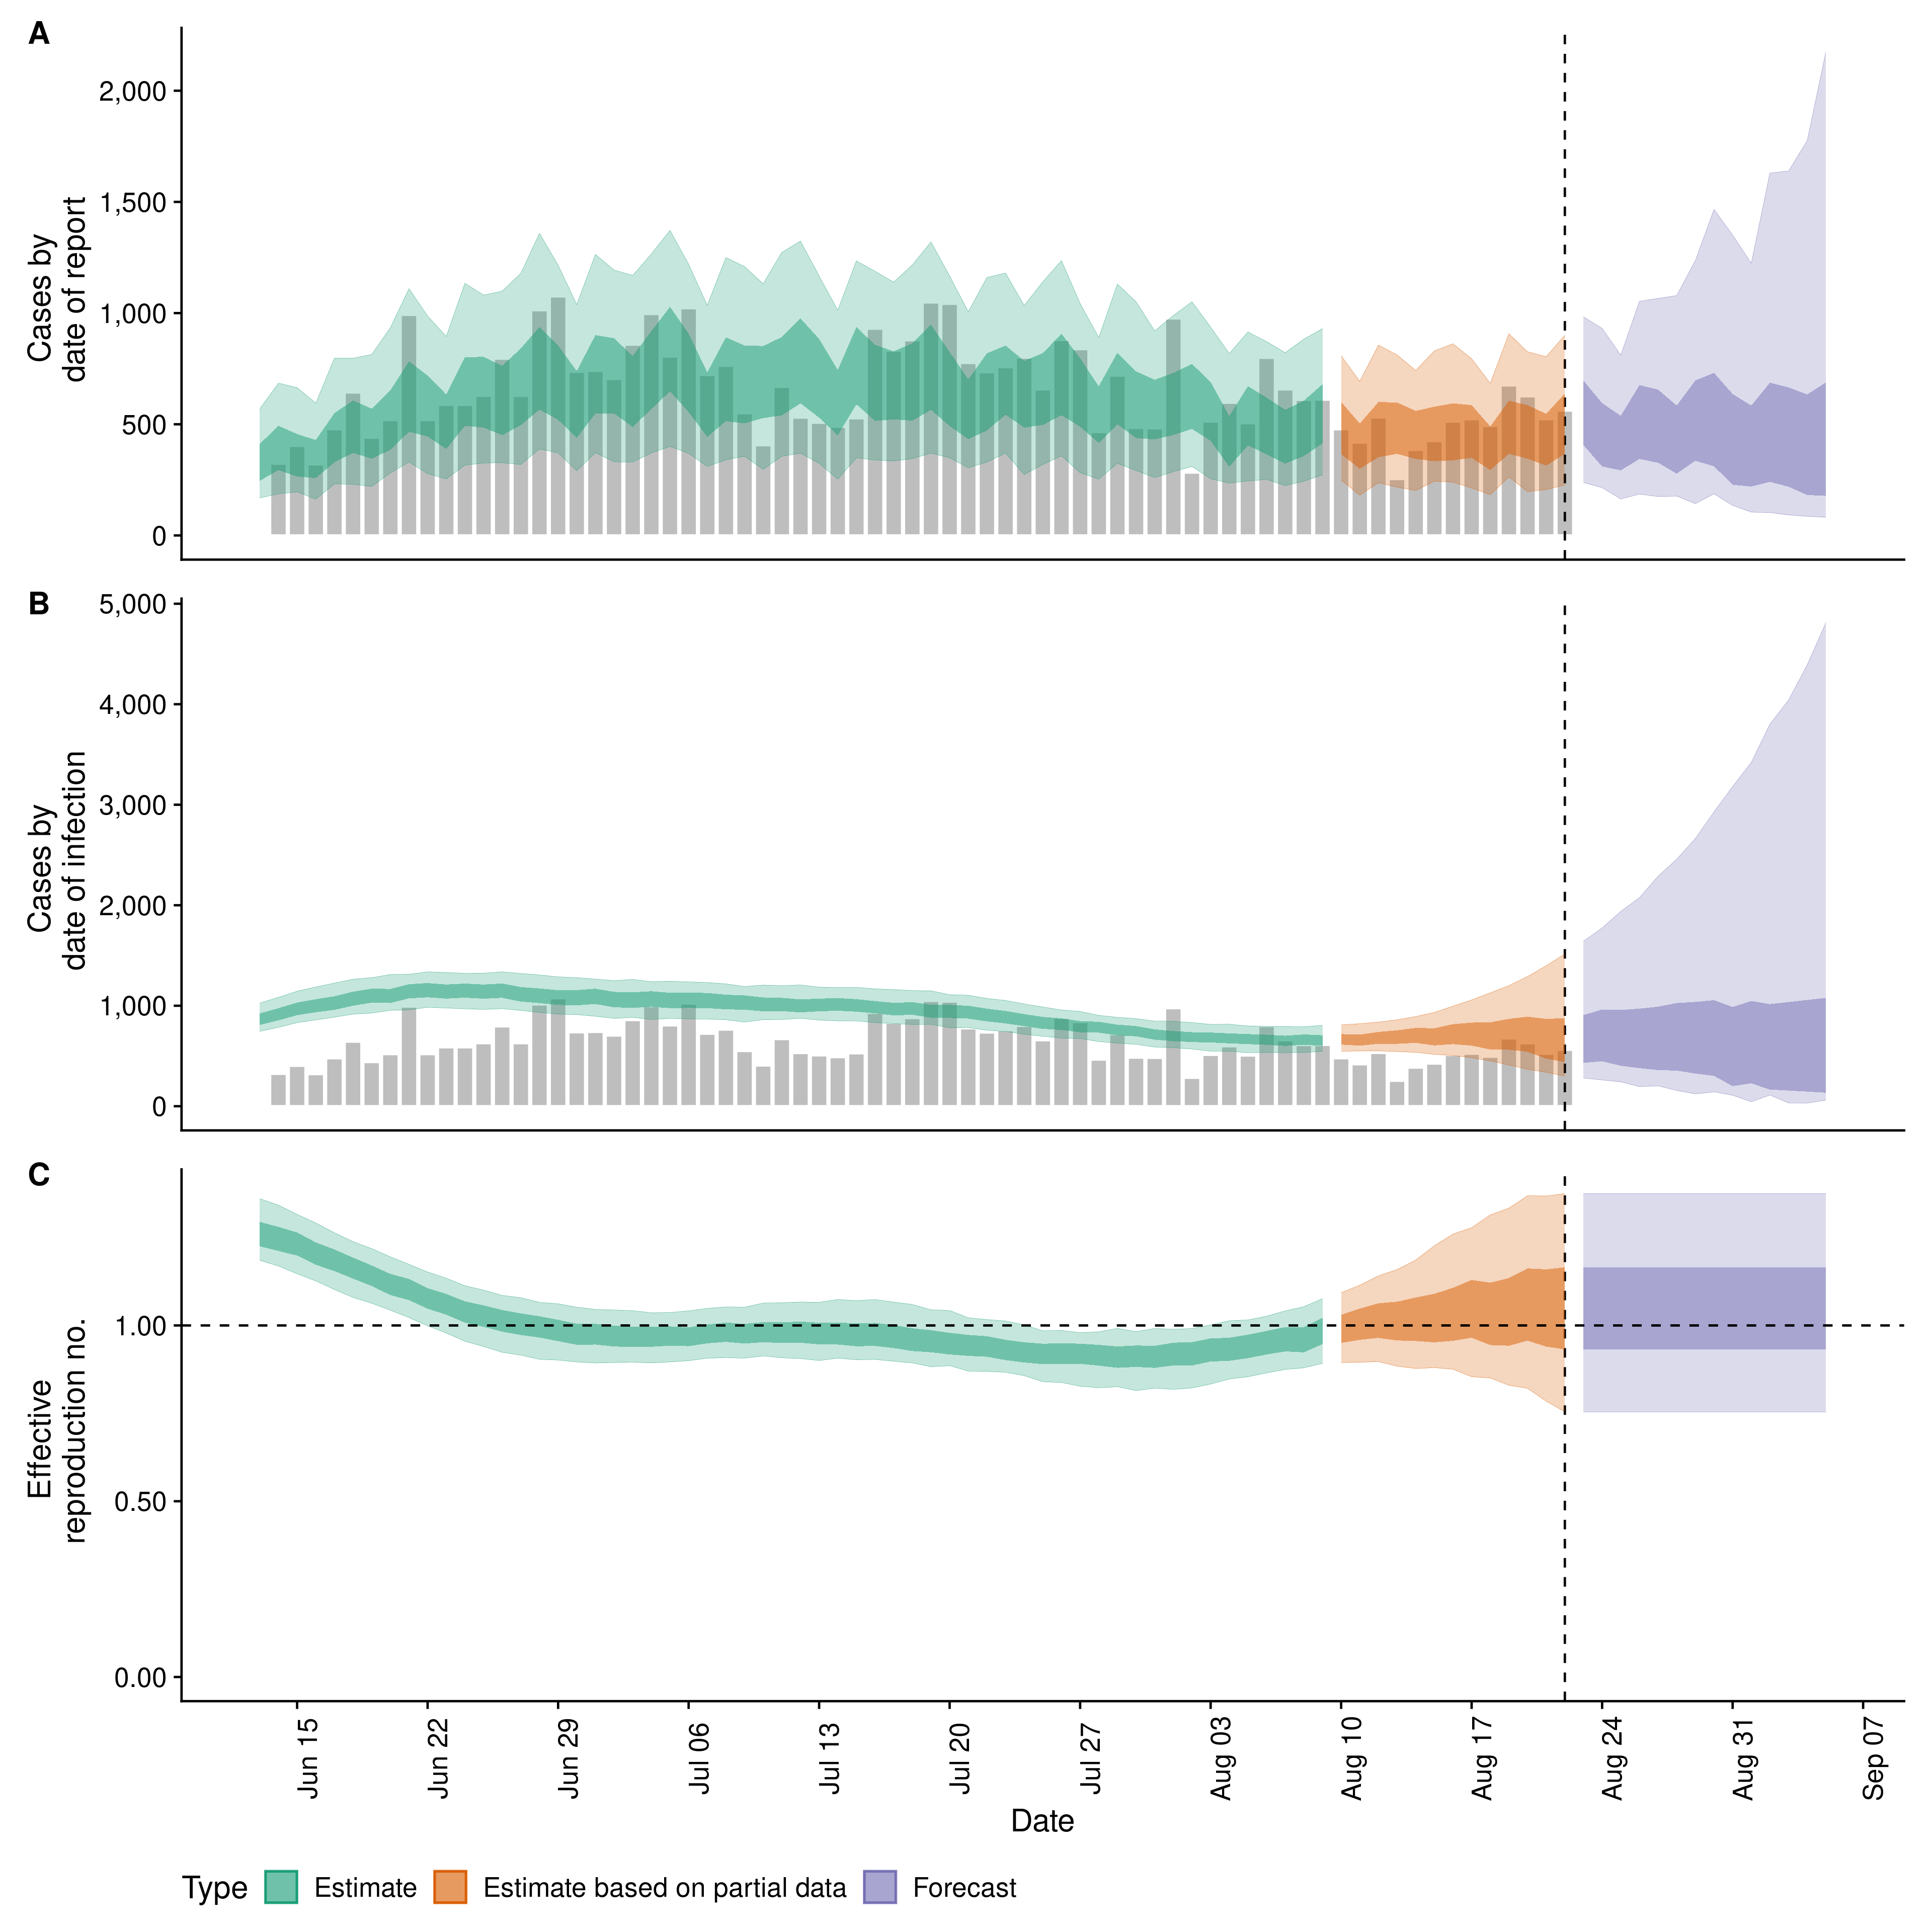 A
Cases by
date of report
2,000
1,500
1,000
500
0
B
Cases by
date of infection
5,000
4,000
3,000
2,000
1,000
0
C
Effective
reproduction no.
1.00
0.50
0.00
Jun 15
Jun 22
Jun 29
Jul 06
Jul 13
Jul 20
Jul 27
Aug 03
Aug 10
Aug 17
Aug 24
Aug 31
Sep 07
Date
Type Estimate Estimate based on partial data Forecast